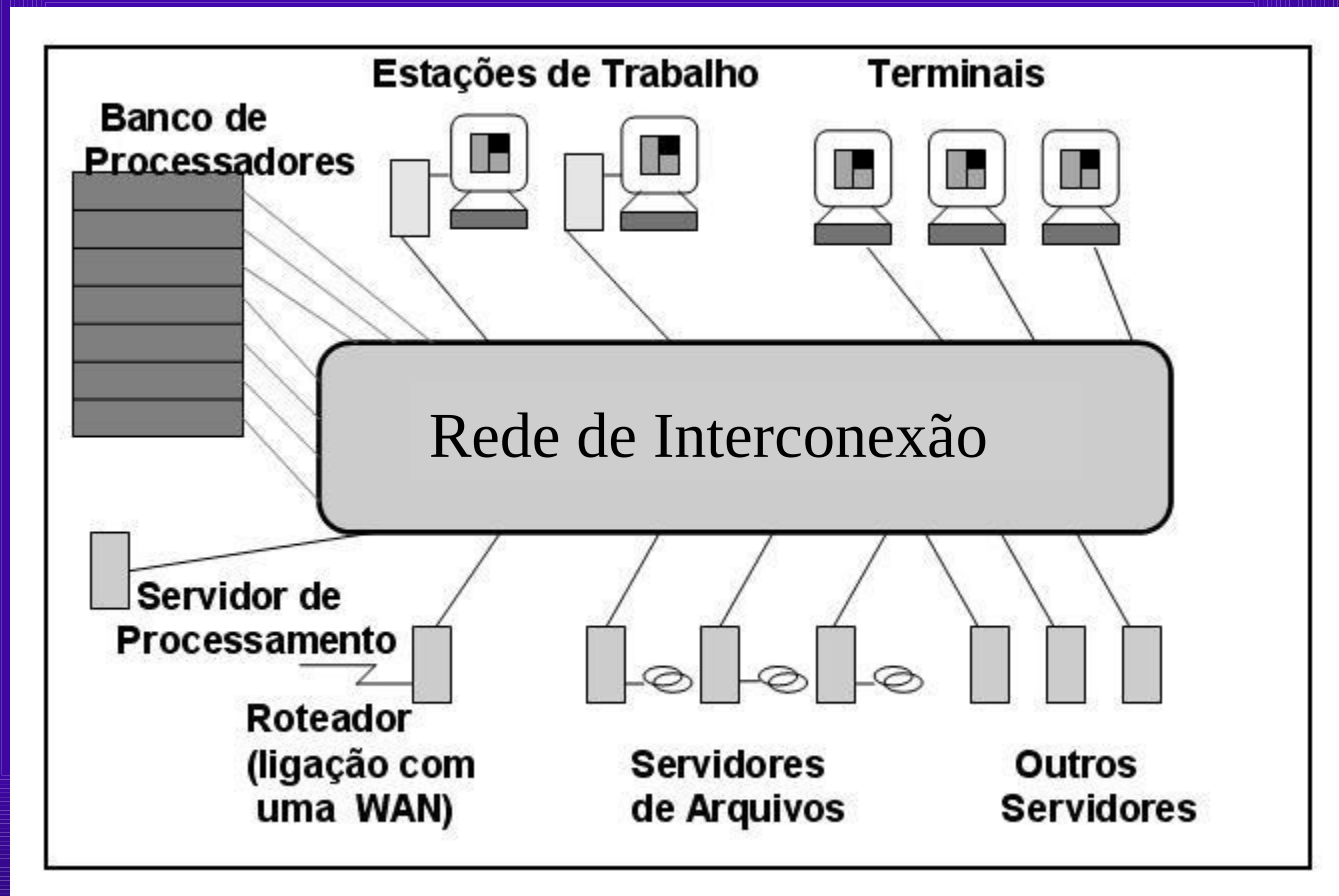 Estações de Trabalho
Terminais
Banco de
Processadores
Rede de Interconexão
Servidor de
Processamento
Roteador
(ligação com
uma WAN)
Servidores
de Arquivos
Outros
Servidores